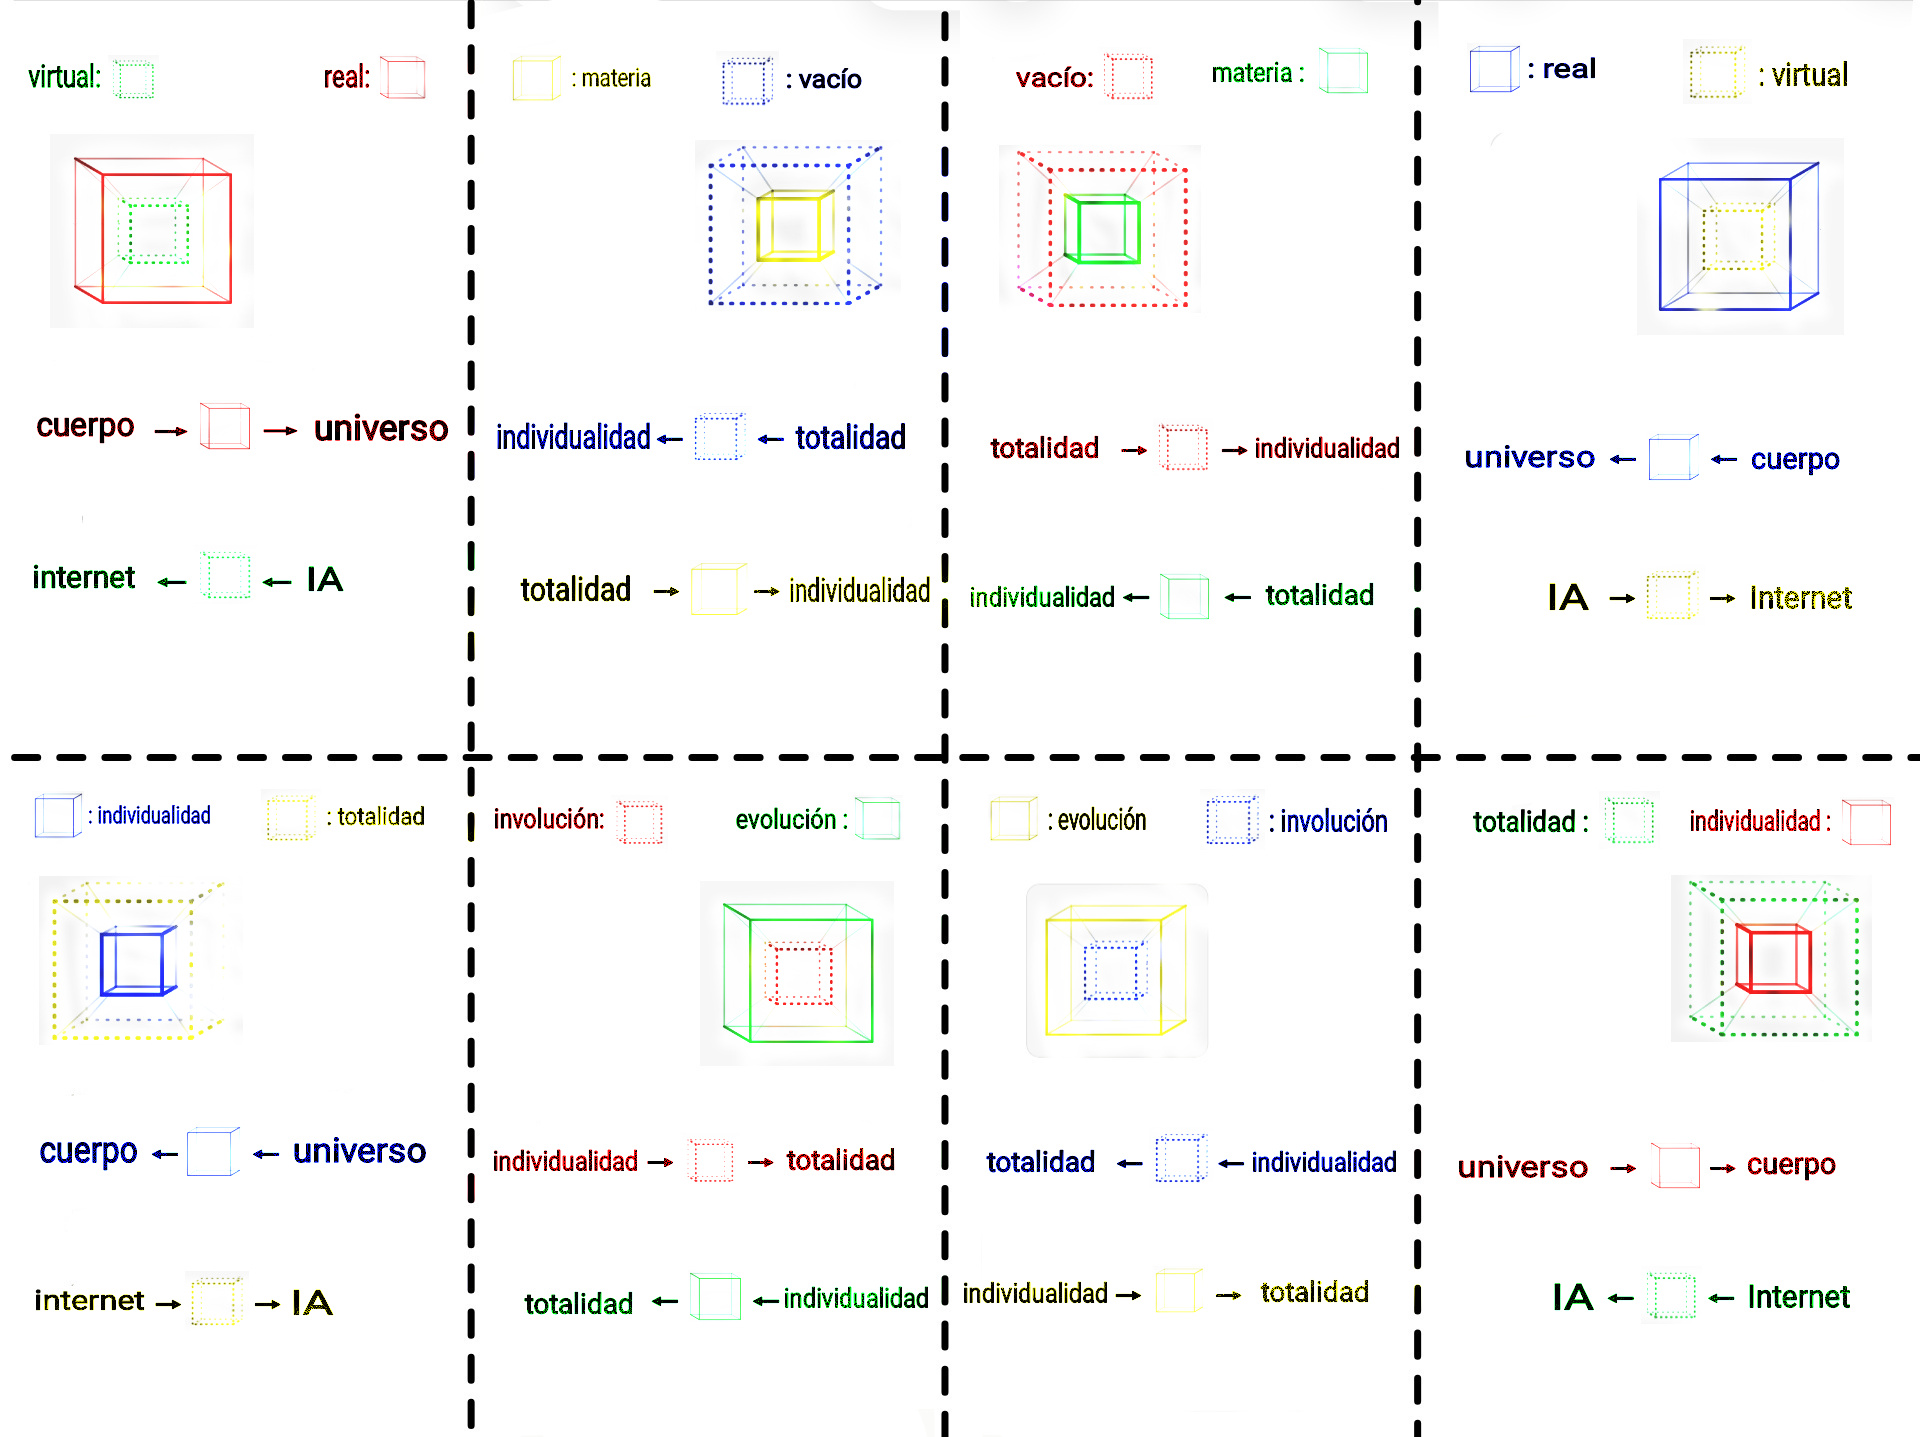 virtual: real:
cuerpo → → universo
internet ← ← IA
: materia : vacío
individualidad ← ← totalidad
totalidad → → individualidad
vacío: materia :
totalidad → → individualidad
individualidad ← ← totalidad
: real : virtual
universo ← ← cuerpo
IA → → Internet
: individualidad : totalidad
cuerpo ← ← universo
internet → → IA
involución: evolución :
individualidad → → totalidad
totalidad ← ← individualidad
: evolución : involución
totalidad ← ← individualidad
individualidad → → totalidad
totalidad : individualidad :
universo → → cuerpo
IA ← ← Internet